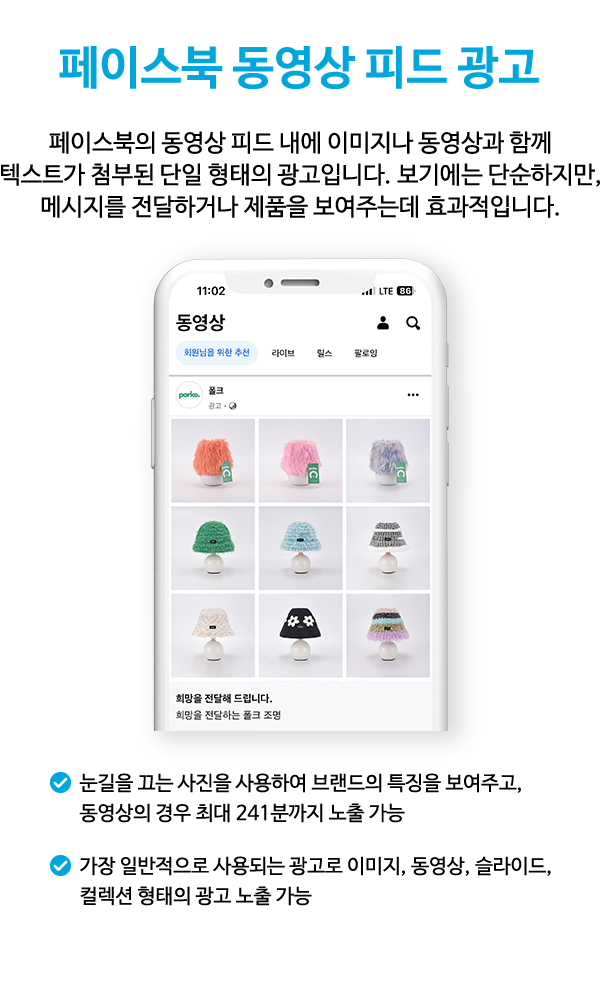 페이스북 동영상 피드 광고
페이스북의 동영상 피드 내에 이미지나 동영상과 함께
텍스트가 첨부된 단일 형태의 광고입니다. 보기에는 단순하지만,
메시지를 전달하거나 제품을 보여주는데 효과적입니다.
11:02 LTE 86
동영상
회원님을 위한 추천 라이브 릴스 팔로잉
porke. 폴크
광고 •
희망을 전달해 드립니다.
희망을 전달하는 폴크 조명
눈길을 끄는 사진을 사용하여 브랜드의 특징을 보여주고,
동영상의 경우 최대 241분까지 노출 가능
가장 일반적으로 사용되는 광고로 이미지, 동영상, 슬라이드,
컬렉션 형태의 광고 노출 가능